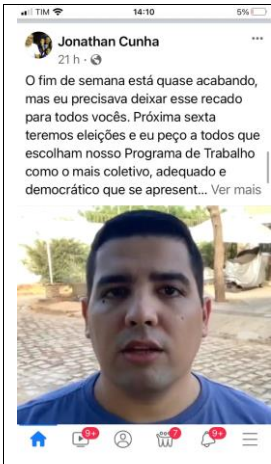 TIM 14:10 5%
Jonathan Cunha
21 h ·
O fim de semana está quase acabando,
mas eu precisava deixar esse recado
para todos vocês. Próxima sexta
teremos eleições e eu peço a todos que
escolham nosso Programa de Trabalho
como o mais coletivo, adequado e
democrático que se apresent... Ver mais
9+ 7 9+